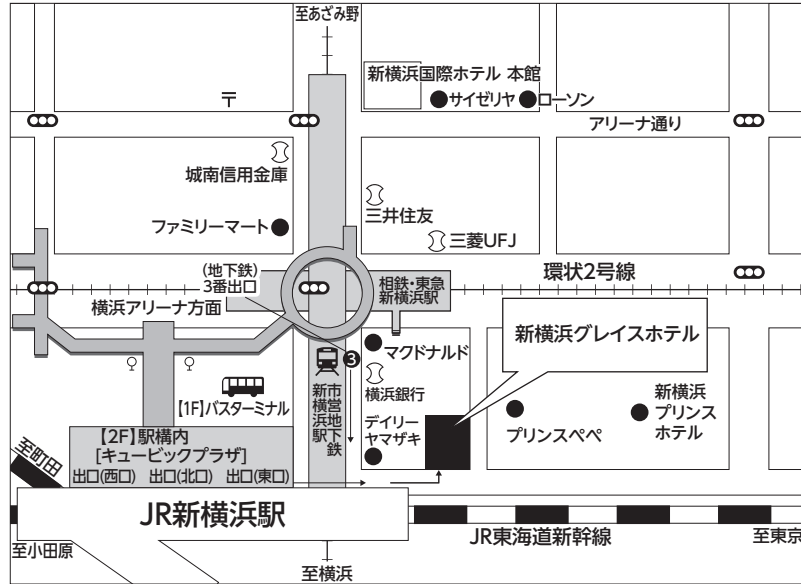 至あざみ野
新横浜国際ホテル 本館
サイゼリヤ
ローソン
〒
アリーナ通り
城南信用金庫
三井住友
ファミリーマート
三菱UFJ
(地下鉄)
3番出口
相鉄・東急
新横浜駅
環状2号線
横浜アリーナ方面
新横浜グレイスホテル
マクドナルド
3
横浜銀行
【1F】バスターミナル
市営地下鉄
新横浜駅
デイリー
ヤマザキ
プリンスペペ
新横浜
プリンス
ホテル
【2F】駅構内
[キュービックプラザ]
出口(西口) 出口(北口) 出口(東口)
至町田
JR新横浜駅
JR東海道新幹線
至小田原
至東京
至横浜